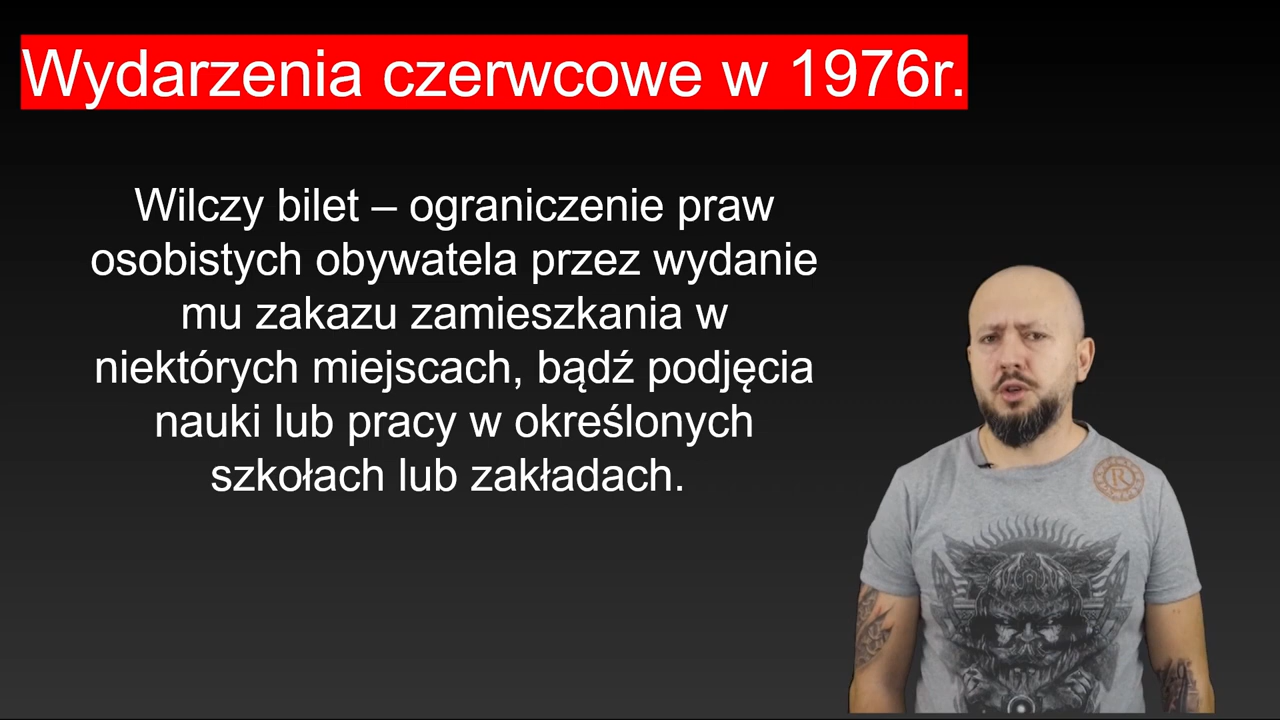 Wydarzenia czerwcowe w 1976r.
Wilczy bilet – ograniczenie praw
osobistych obywatela przez wydanie
mu zakazu zamieszkania w
niektórych miejscach, bądź podjęcia
nauki lub pracy w określonych
szkołach lub zakładach.
R